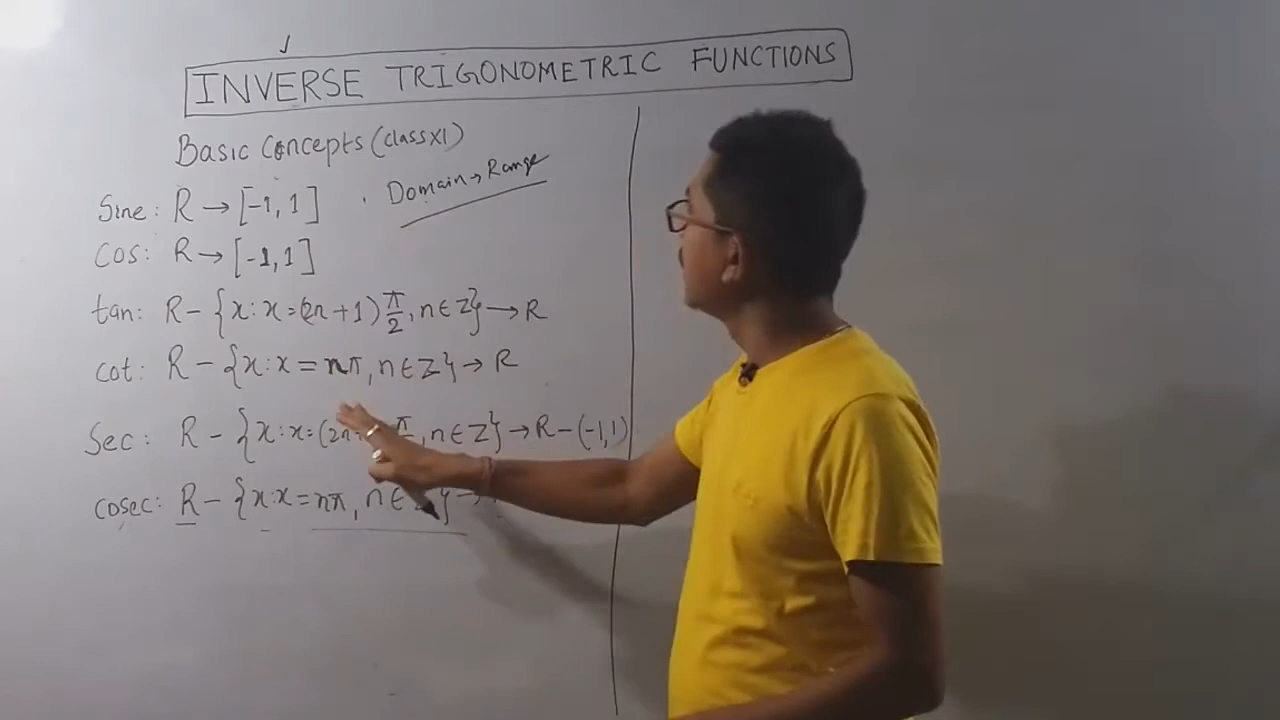 INVERSE TRIGONOMETRIC FUNCTIONS
Basic Concepts (class XI)
Domain → Range
Sine: R → [-1, 1]
COS: R → [-1, 1]
tan: R - {x : x = (2n+1) π/2, n ∈ Z} → R
cot: R - {x : x = nπ, n ∈ Z} → R
Sec: R - {x : x = (2n π/2, n ∈ Z} → R - (-1, 1)
cosec: R - {x : x = nπ, n ∈ } →